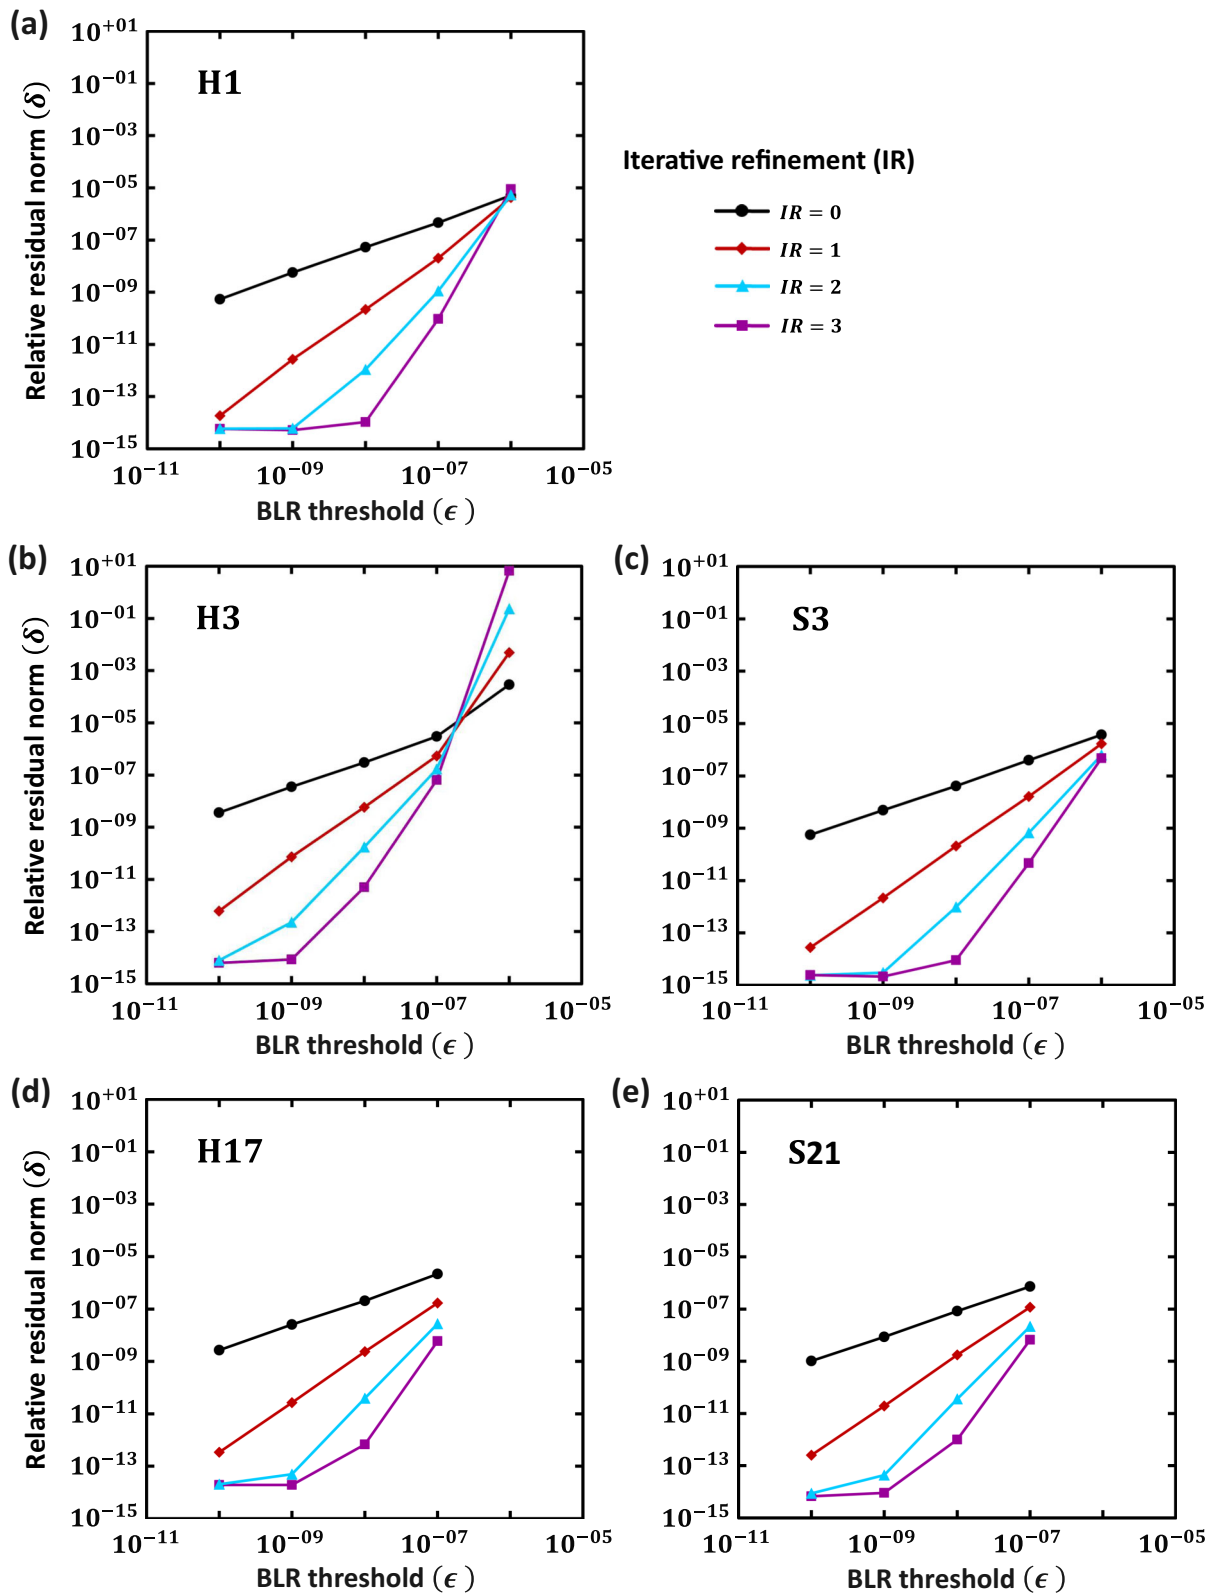 (a)
10⁺⁰¹
10⁻⁰¹
10⁻⁰³
10⁻⁰⁵
10⁻⁰⁷
10⁻⁰⁹
10⁻¹¹
10⁻¹³
10⁻¹⁵
Relative residual norm (δ)
H1
10⁻¹¹ 10⁻⁰⁹ 10⁻⁰⁷ 10⁻⁰⁵
BLR threshold (ϵ )
Iterative refinement (IR)
IR = 0
IR = 1
IR = 2
IR = 3
(b)
10⁺⁰¹
10⁻⁰¹
10⁻⁰³
10⁻⁰⁵
10⁻⁰⁷
10⁻⁰⁹
10⁻¹¹
10⁻¹³
10⁻¹⁵
Relative residual norm (δ)
H3
10⁻¹¹ 10⁻⁰⁹ 10⁻⁰⁷ 10⁻⁰⁵
BLR threshold (ϵ )
(c)
10⁺⁰¹
10⁻⁰¹
10⁻⁰³
10⁻⁰⁵
10⁻⁰⁷
10⁻⁰⁹
10⁻¹¹
10⁻¹³
10⁻¹⁵
S3
10⁻¹¹ 10⁻⁰⁹ 10⁻⁰⁷ 10⁻⁰⁵
BLR threshold (ϵ )
(d)
10⁺⁰¹
10⁻⁰¹
10⁻⁰³
10⁻⁰⁵
10⁻⁰⁷
10⁻⁰⁹
10⁻¹¹
10⁻¹³
10⁻¹⁵
Relative residual norm (δ)
H17
10⁻¹¹ 10⁻⁰⁹ 10⁻⁰⁷ 10⁻⁰⁵
BLR threshold (ϵ )
(e)
10⁺⁰¹
10⁻⁰¹
10⁻⁰³
10⁻⁰⁵
10⁻⁰⁷
10⁻⁰⁹
10⁻¹¹
10⁻¹³
10⁻¹⁵
S21
10⁻¹¹ 10⁻⁰⁹ 10⁻⁰⁷ 10⁻⁰⁵
BLR threshold (ϵ )